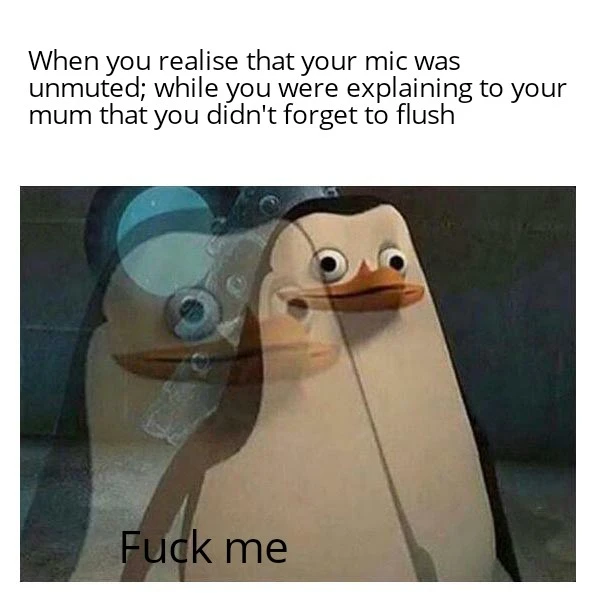 When you realise that your mic was
unmuted; while you were explaining to your
mum that you didn't forget to flush
Fuck me